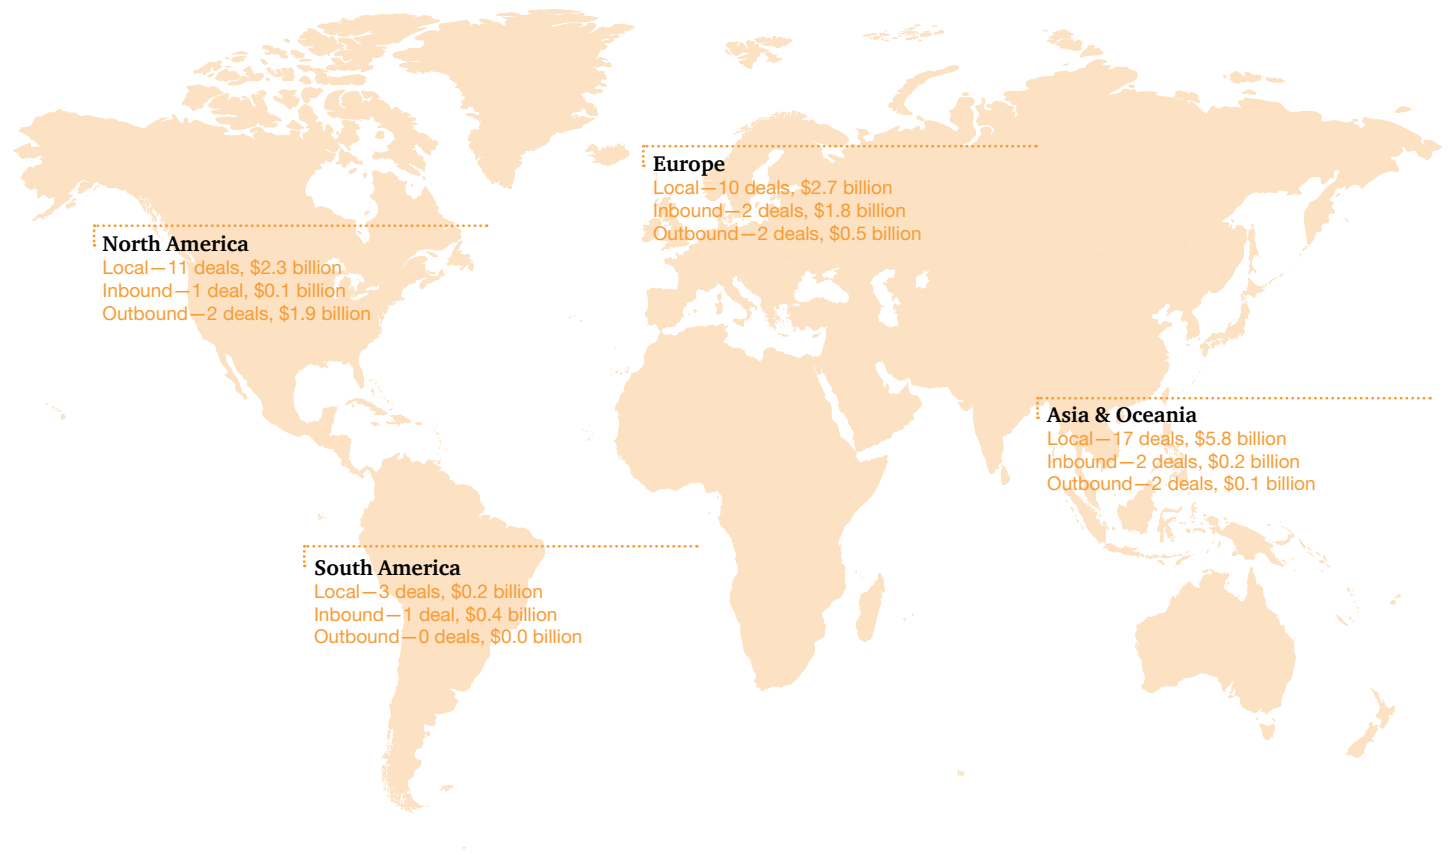 Europe
Local—10 deals, $2.7 billion
Inbound—2 deals, $1.8 billion
Outbound—2 deals, $0.5 billion
North America
Local—11 deals, $2.3 billion
Inbound—1 deal, $0.1 billion
Outbound—2 deals, $1.9 billion
Asia & Oceania
Local—17 deals, $5.8 billion
Inbound—2 deals, $0.2 billion
Outbound—2 deals, $0.1 billion
South America
Local—3 deals, $0.2 billion
Inbound—1 deal, $0.4 billion
Outbound—0 deals, $0.0 billion